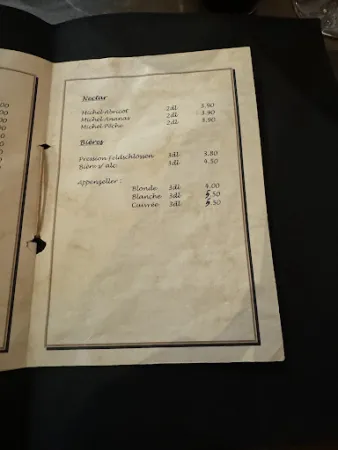 Nectar
Michel Abricot 2dl 3.90
Michel Ananas 2dl 3.90
Michel Pêche 2dl 3.90
Bières
Pression Feldschlossen 3dl 3.80
Bière s/ alc. 3dl 4.50
Appenzeller :
Blonde 3dl 5.00
Blanche 3dl 5.50
Cuivrée 3dl 5.50